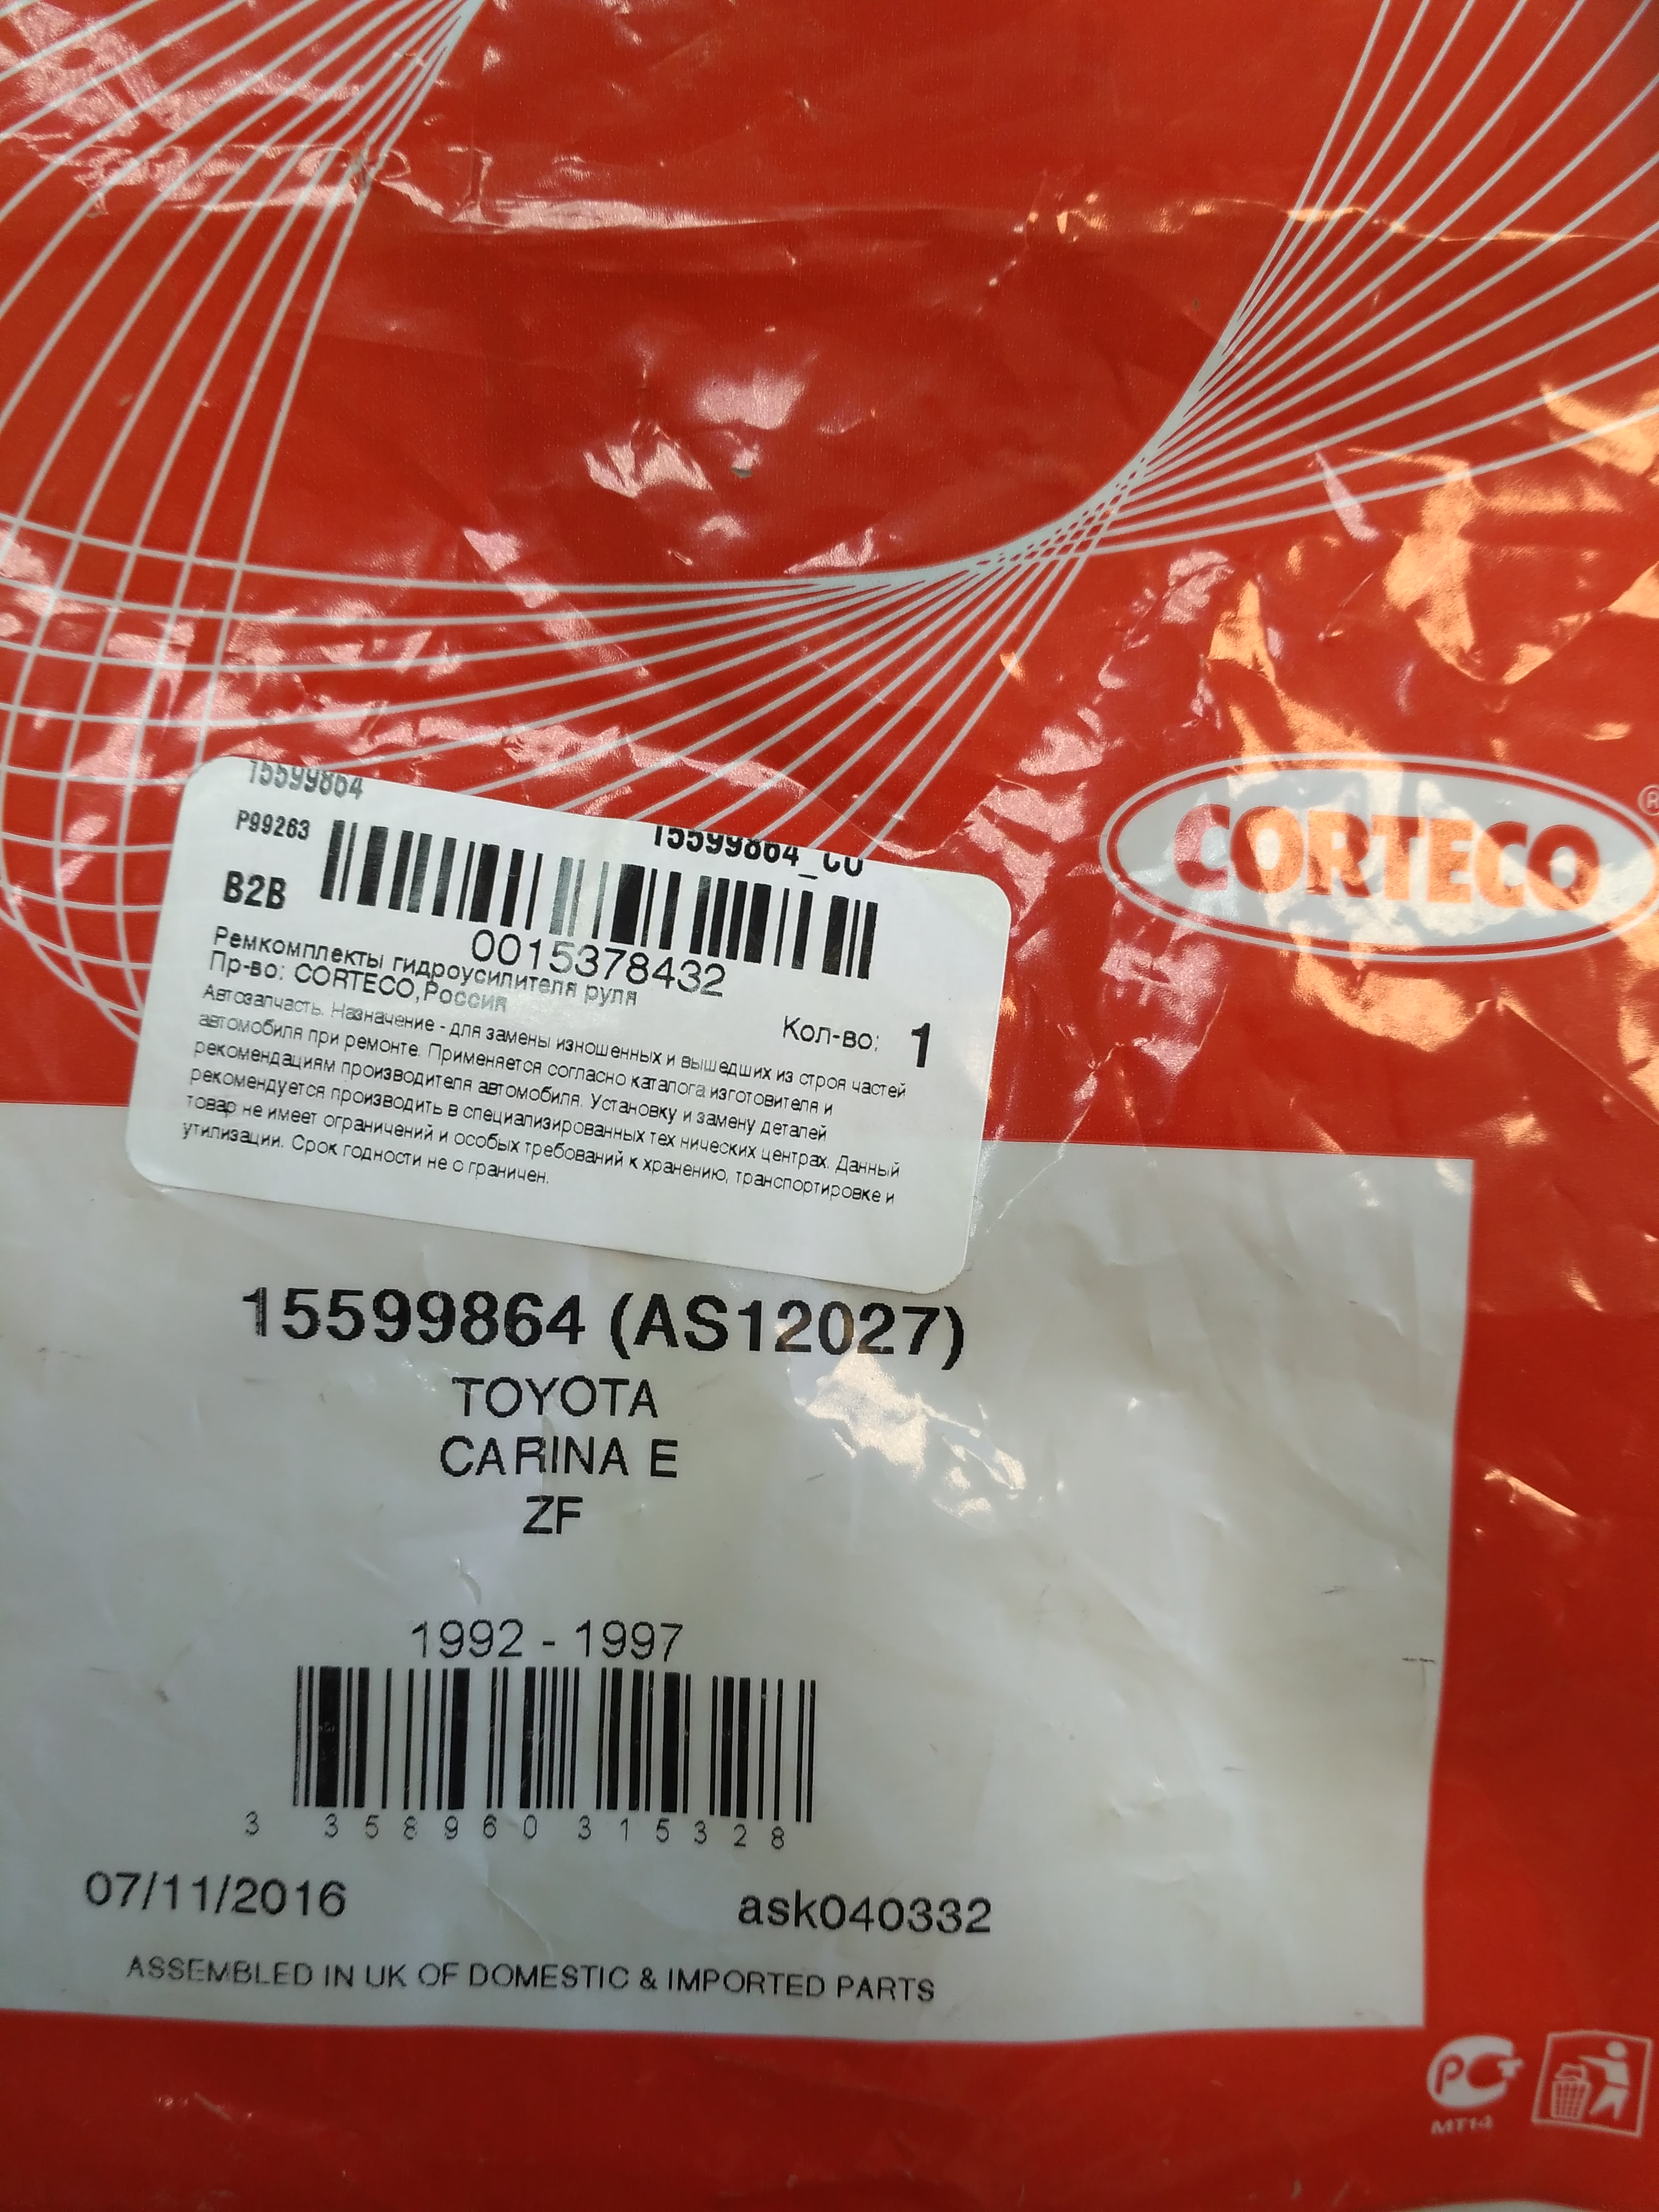 15599864
P99263
15599864_CO
B2B
0015378432
Ремкомплекты гидроусилителя руля
Пр-во: CORTECO,Россия
Кол-во: 1
Автозапчасть. Назначение - для замены изношенных и вышедших из строя частей
автомобиля при ремонте. Применяется согласно каталога изготовителя и
рекомендациям производителя автомобиля. Установку и замену деталей
рекомендуется производить в специализированных тех нических центрах. Данный
товар не имеет ограничений и особых требований к хранению, транспортировке и
утилизации. Срок годности не о граничен.
CORTECO®
15599864 (AS12027)
TOYOTA
CARINA E
ZF
1992 - 1997
3 358960 315328
07/11/2016
ask040332
ASSEMBLED IN UK OF DOMESTIC & IMPORTED PARTS
РСТ
МТ14